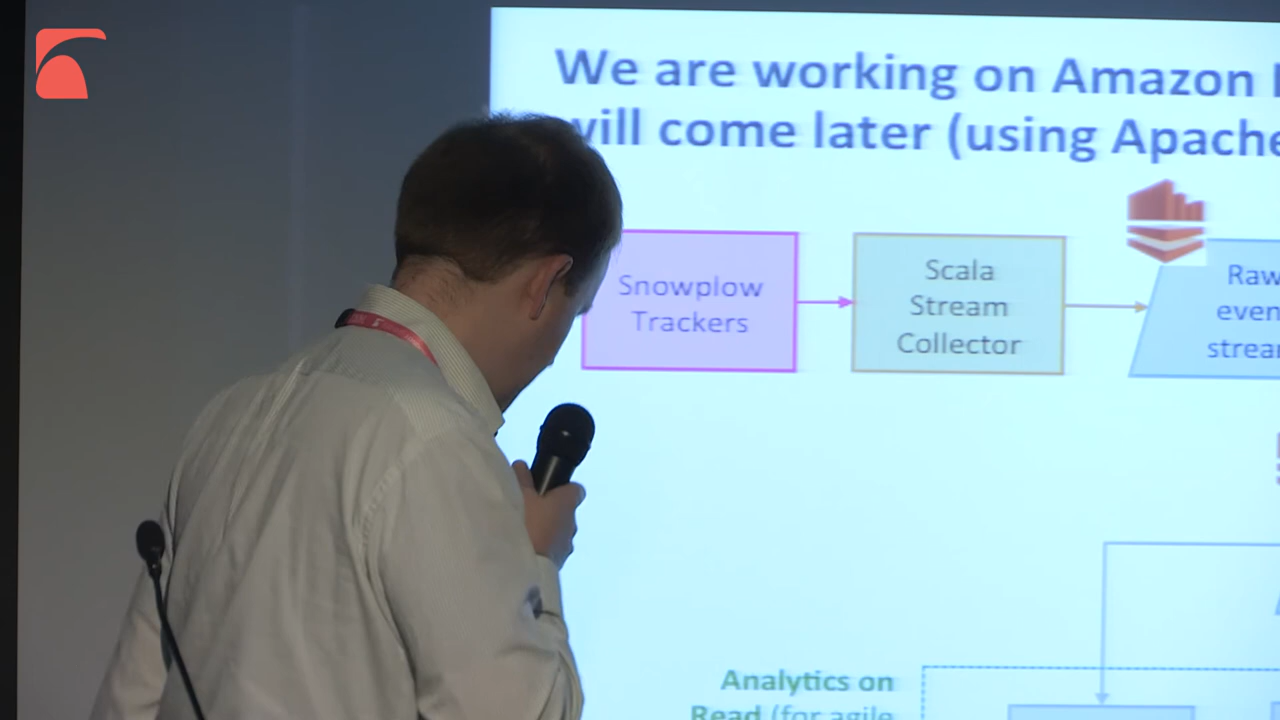 We are working on Amazon
will come later (using Apache
Snowplow
Trackers
Scala
Stream
Collector
Raw
even
strea
Analytics on
Read (for agile